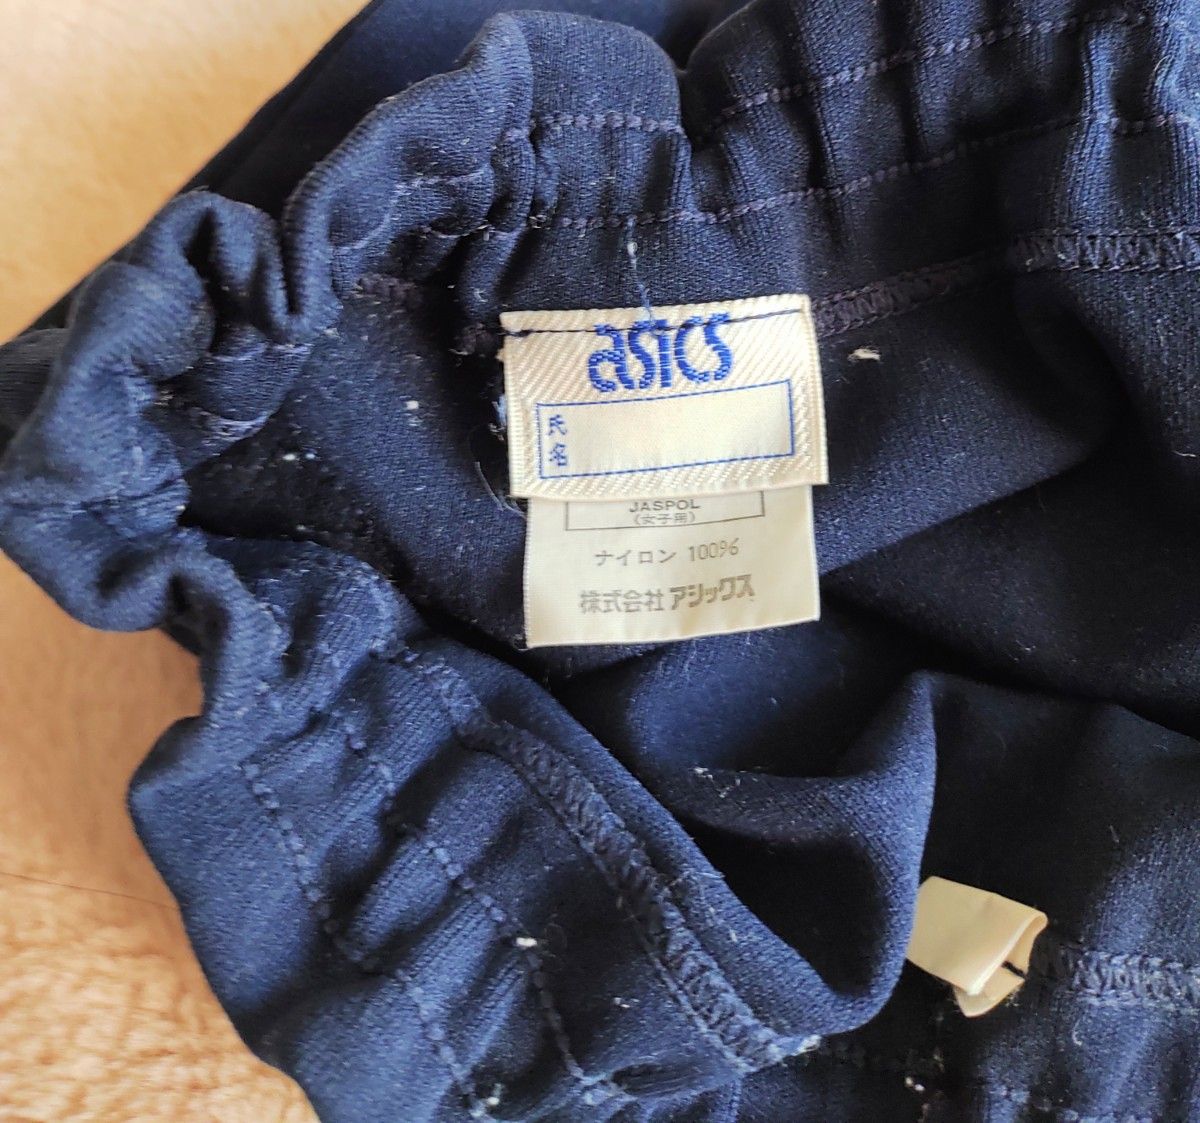 asics
氏名
JASPOL
(女子用)
ナイロン 100%
株式会社 アシックス